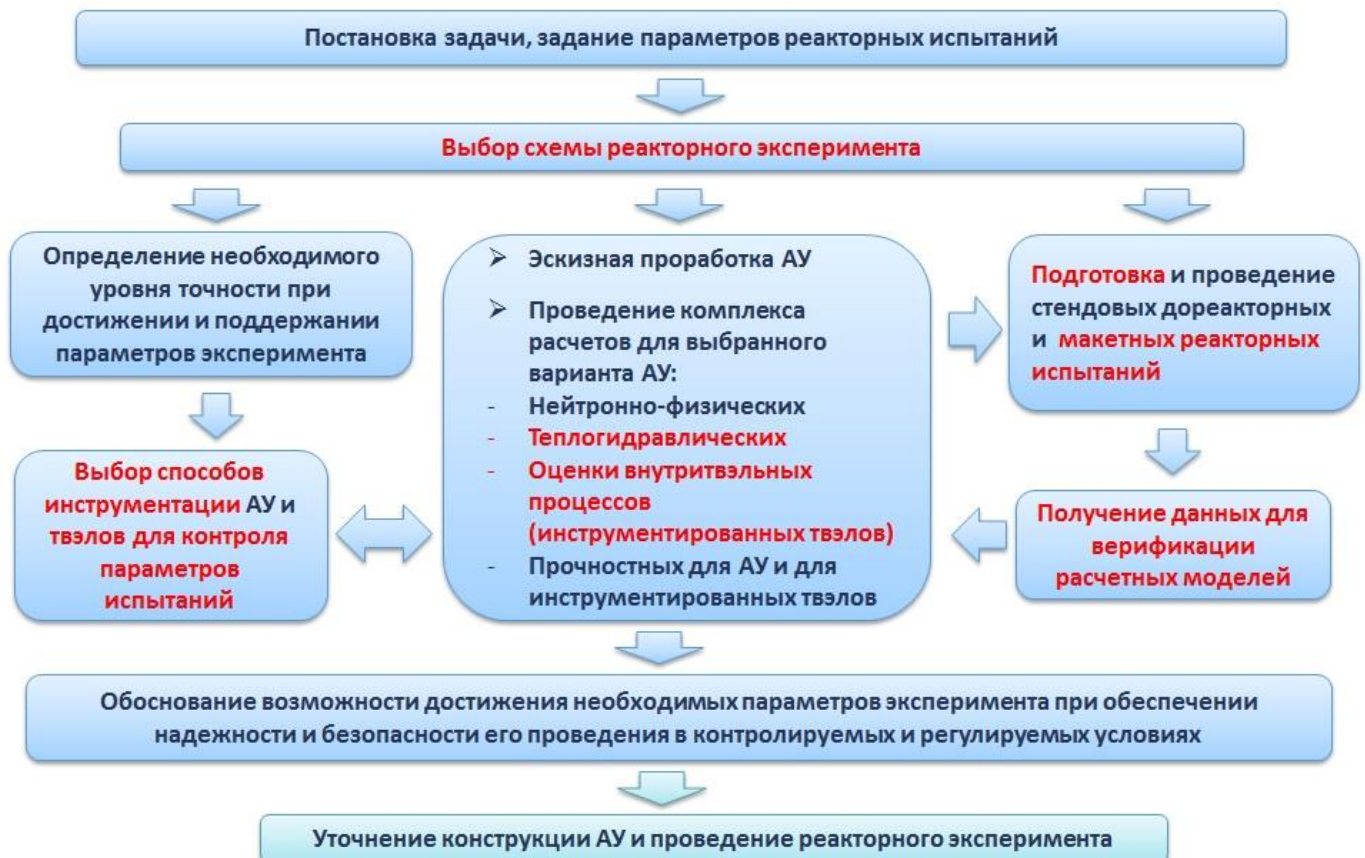 Постановка задачи, задание параметров реакторных испытаний
Выбор схемы реакторного эксперимента
Определение необходимого
уровня точности при
достижении и поддержании
параметров эксперимента
Выбор способов
инструментации АУ и
твэлов для контроля
параметров
испытаний
➢ Эскизная проработка АУ
➢ Проведение комплекса
расчетов для выбранного
варианта АУ:
- Нейтронно-физических
- Теплогидравлических
- Оценки внутритвэльных
процессов
(инструментированных твэлов)
- Прочностных для АУ и для
инструментированных твэлов
Подготовка и проведение
стендовых дореакторных
и макетных реакторных
испытаний
Получение данных для
верификации
расчетных моделей
Обоснование возможности достижения необходимых параметров эксперимента при обеспечении
надежности и безопасности его проведения в контролируемых и регулируемых условиях
Уточнение конструкции АУ и проведение реакторного эксперимента